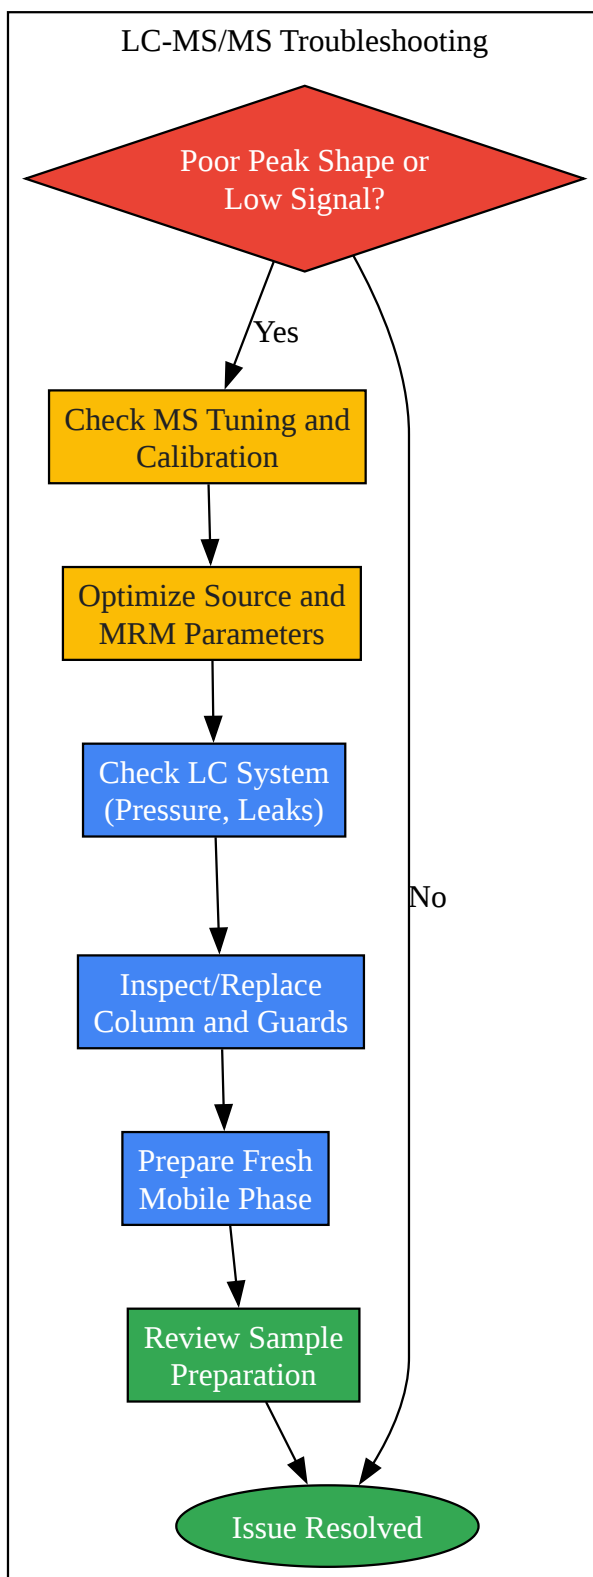 LC-MS/MS Troubleshooting
Poor Peak Shape or
Low Signal?
Yes
Check MS Tuning and
Calibration
Optimize Source and
MRM Parameters
Check LC System
(Pressure, Leaks)
No
Inspect/Replace
Column and Guards
Prepare Fresh
Mobile Phase
Review Sample
Preparation
Issue Resolved